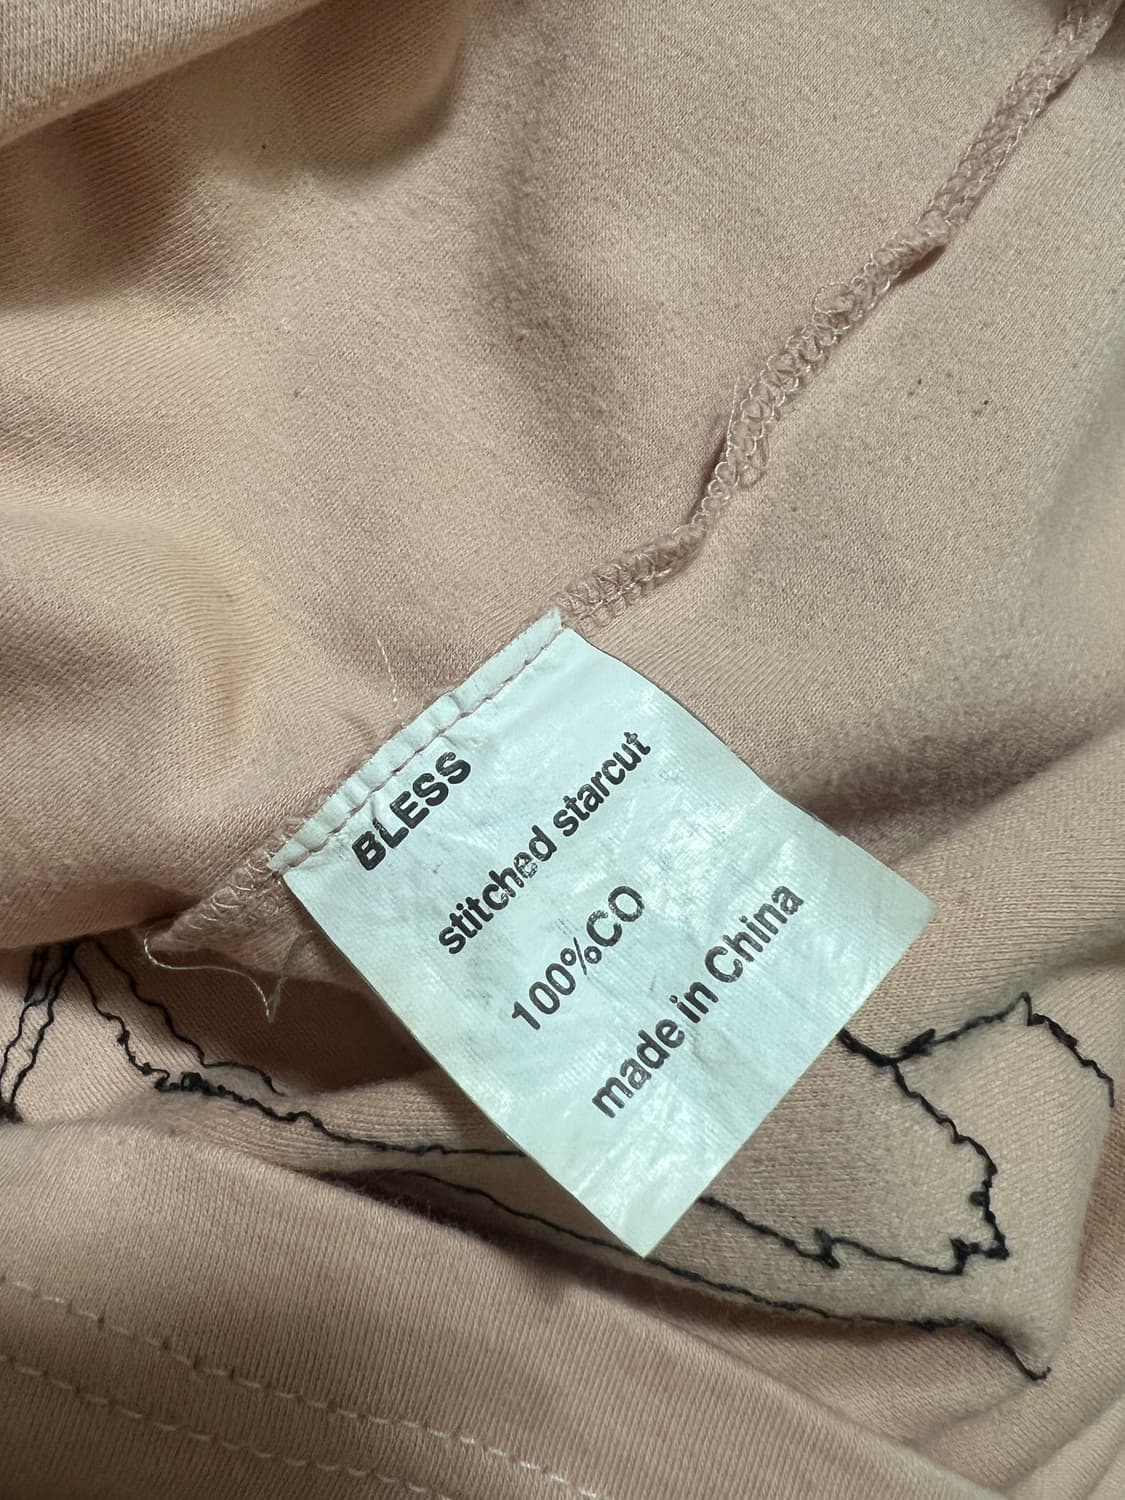 BLESS
stitched starcut
100%CO
made in China